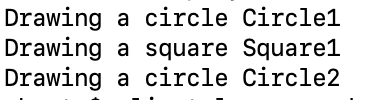 Drawing a circle Circle1
Drawing a square Square1
Drawing a circle Circle2